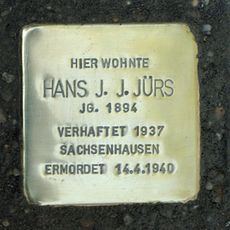 HIER WOHNTE
HANS J. J. JÜRS
JG. 1894
VERHAFTET 1937
SACHSENHAUSEN
ERMORDET 14.4.1940